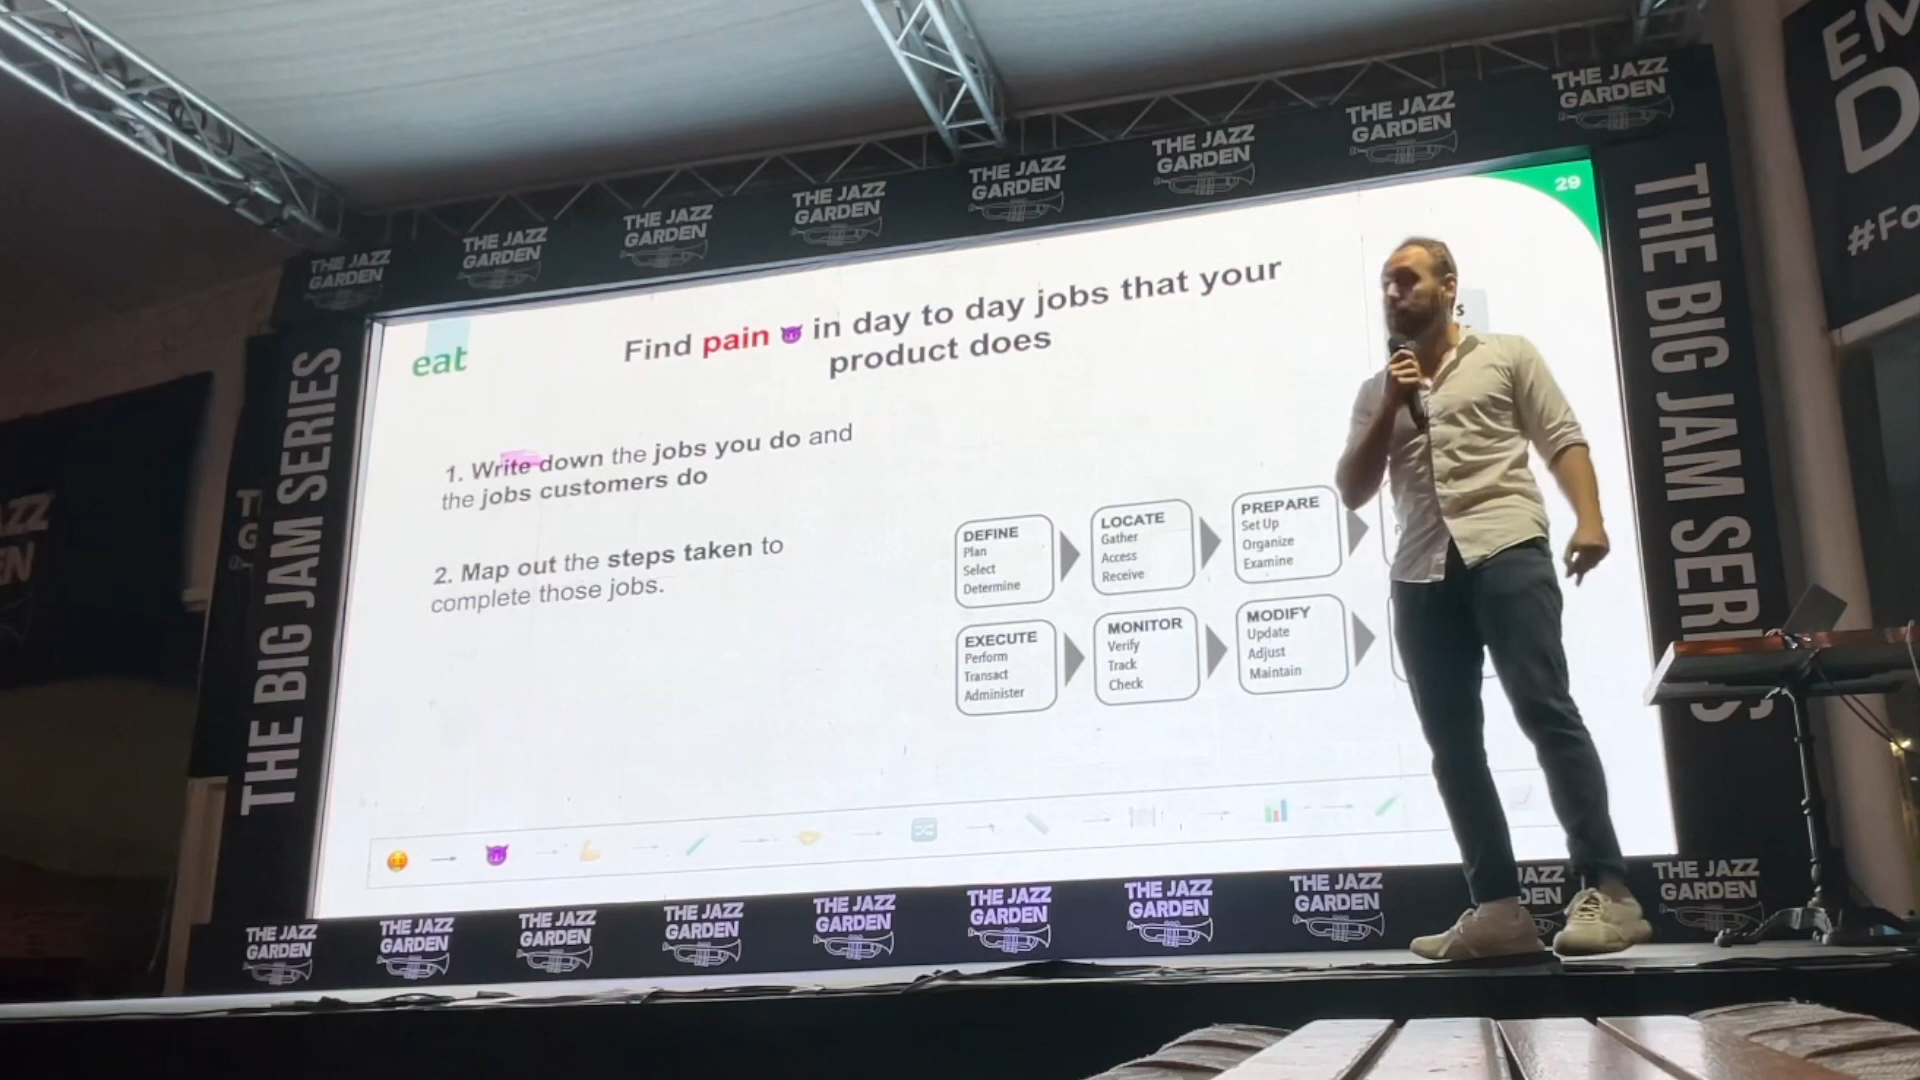 THE JAZZ
GARDEN
THE JAZZ
GARDEN
THE JAZZ
GARDEN
THE JAZZ
GARDEN
THE JAZZ
GARDEN
THE JAZZ
GARDEN
THE JAZZ
GARDEN
THE JAZZ
GARDEN
THE BIG JAM SERIES
THE BIG JAM SERIES
29
eat
Find pain 😈 in day to day jobs that your
product does
1. Write down the jobs you do and
the jobs customers do
2. Map out the steps taken to
complete those jobs.
DEFINE
Plan
Select
Determine
LOCATE
Gather
Access
Receive
PREPARE
Set Up
Organize
Examine
EXECUTE
Perform
Transact
Administer
MONITOR
Verify
Track
Check
MODIFY
Update
Adjust
Maintain
THE JAZZ
GARDEN
THE JAZZ
GARDEN
THE JAZZ
GARDEN
THE JAZZ
GARDEN
THE JAZZ
GARDEN
THE JAZZ
GARDEN
THE JAZZ
GARDEN
THE JAZZ
GARDEN
THE JAZZ
GARDEN